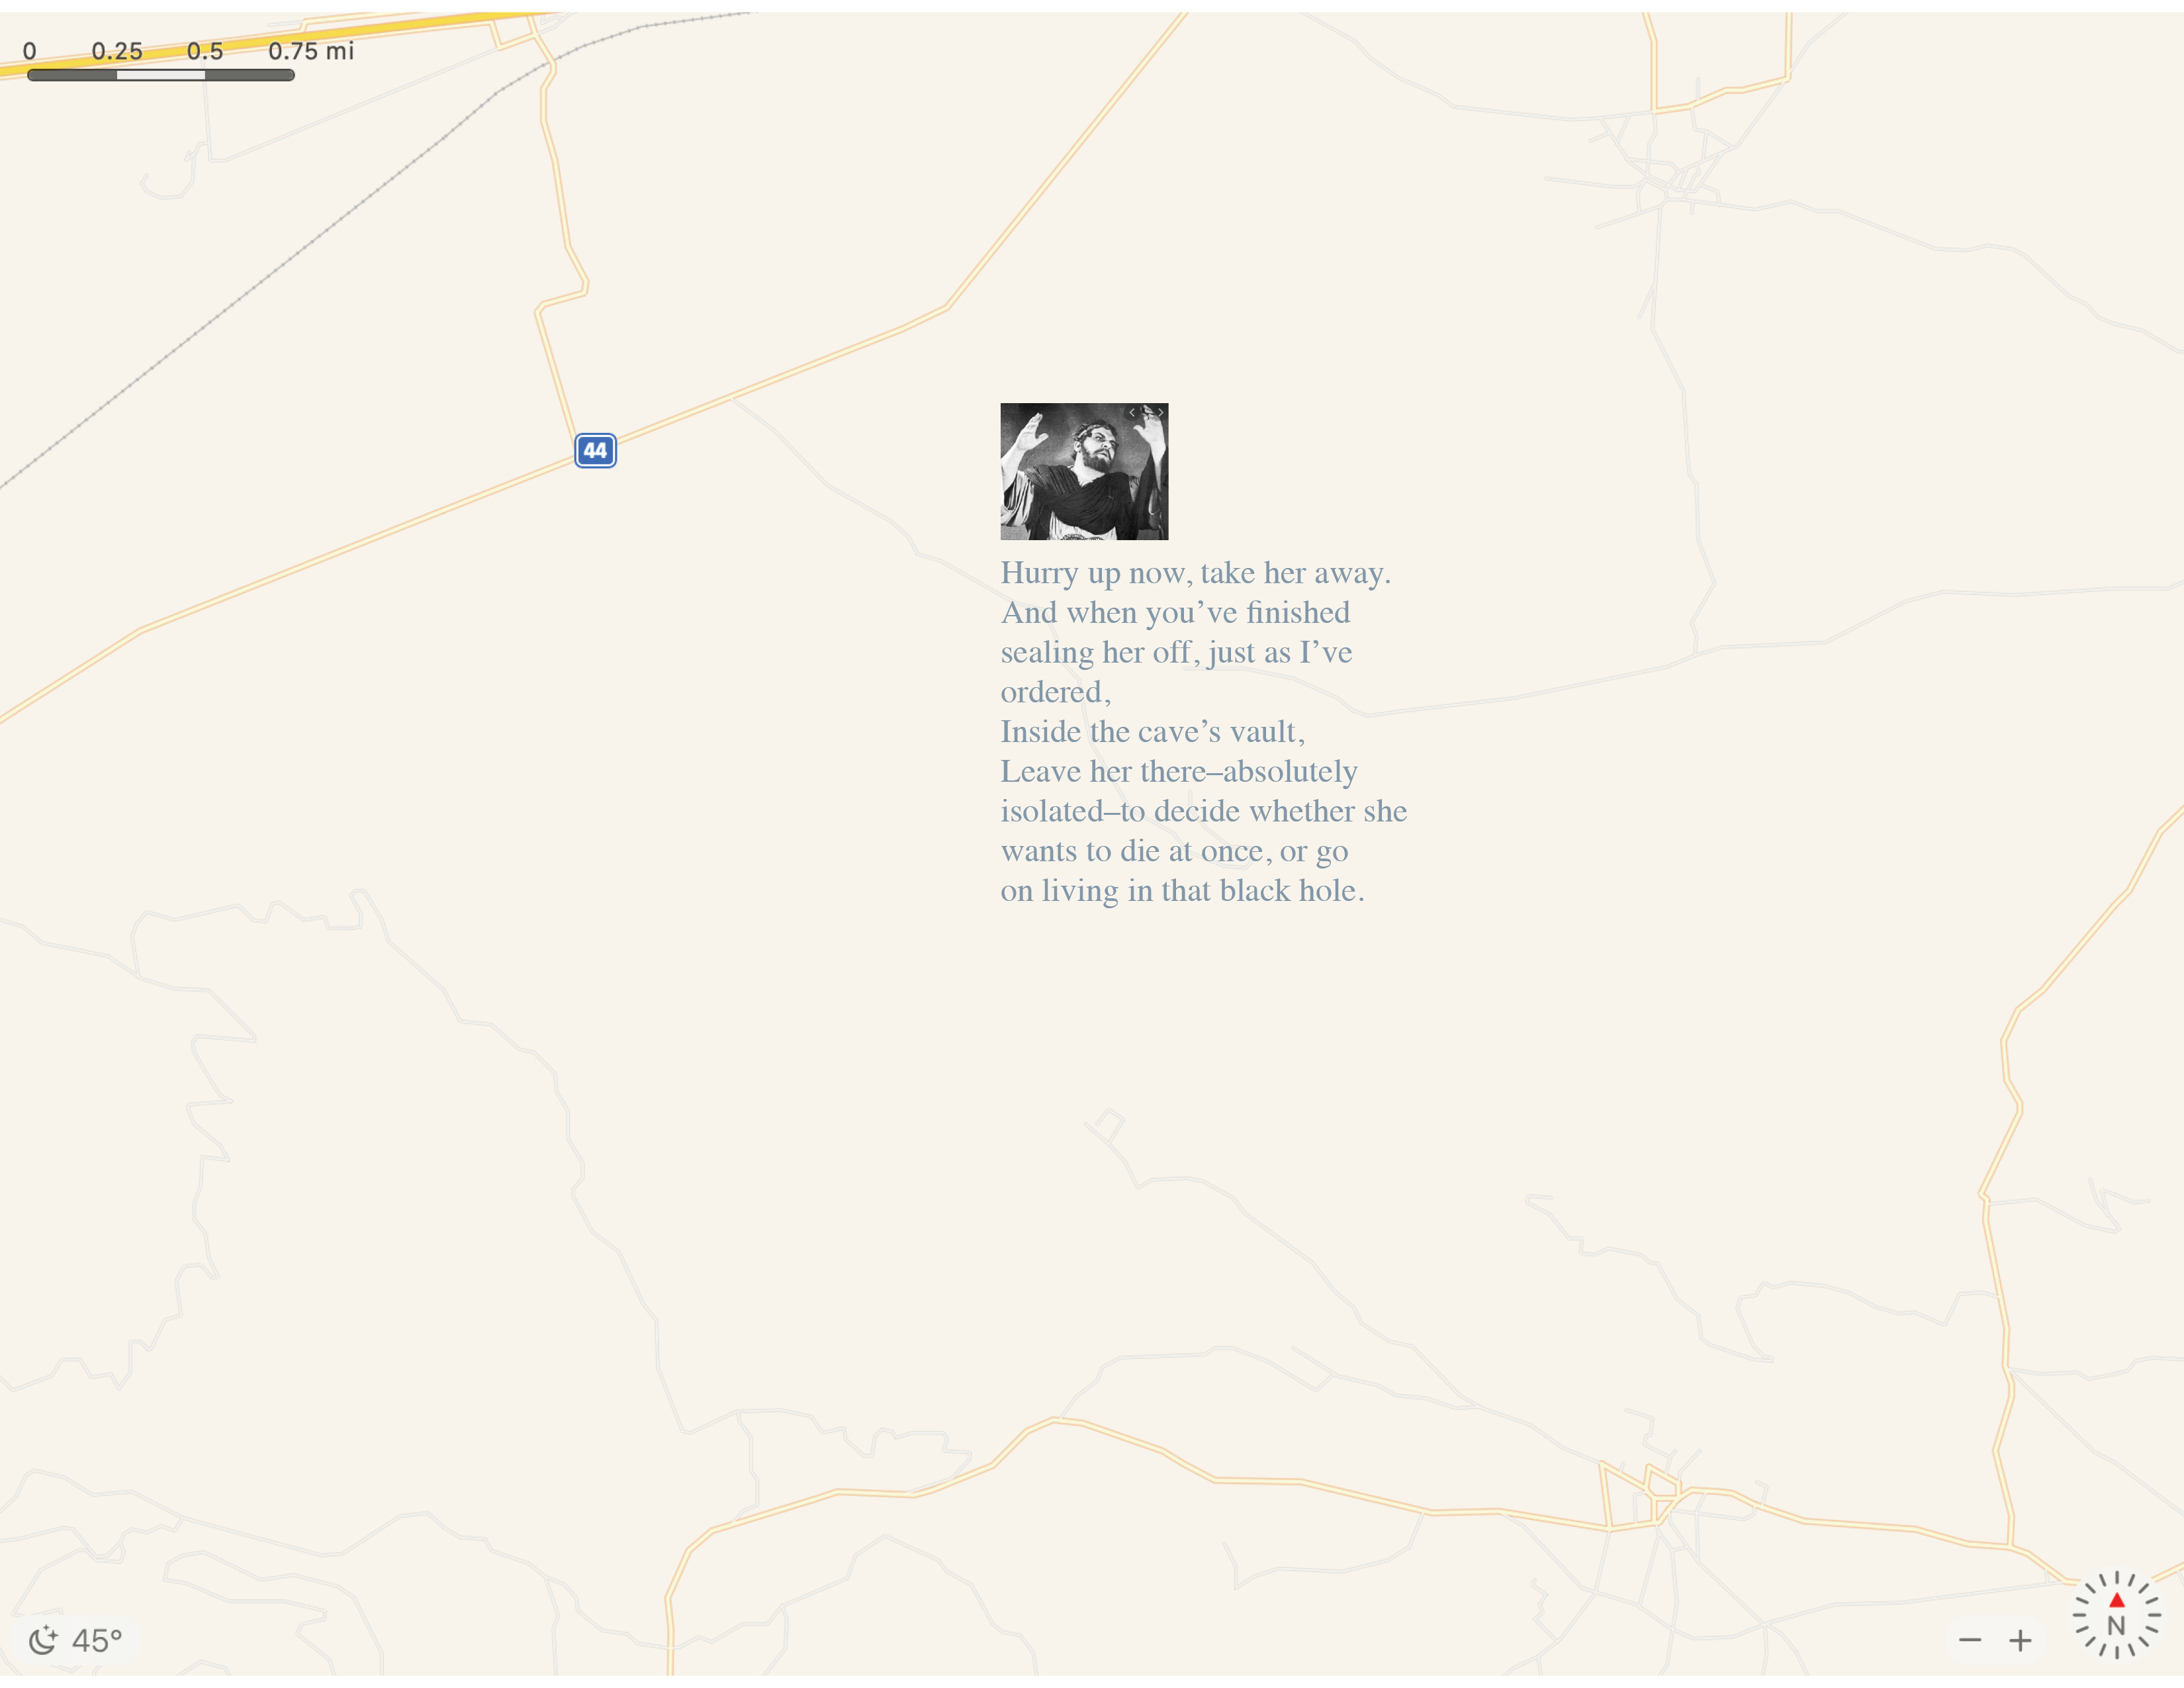 0 0.25 0.5 0.75 mi
44
Hurry up now, take her away.
And when you’ve finished
sealing her off, just as I’ve
ordered,
Inside the cave’s vault,
Leave her there–absolutely
isolated–to decide whether she
wants to die at once, or go
on living in that black hole.
45°
N